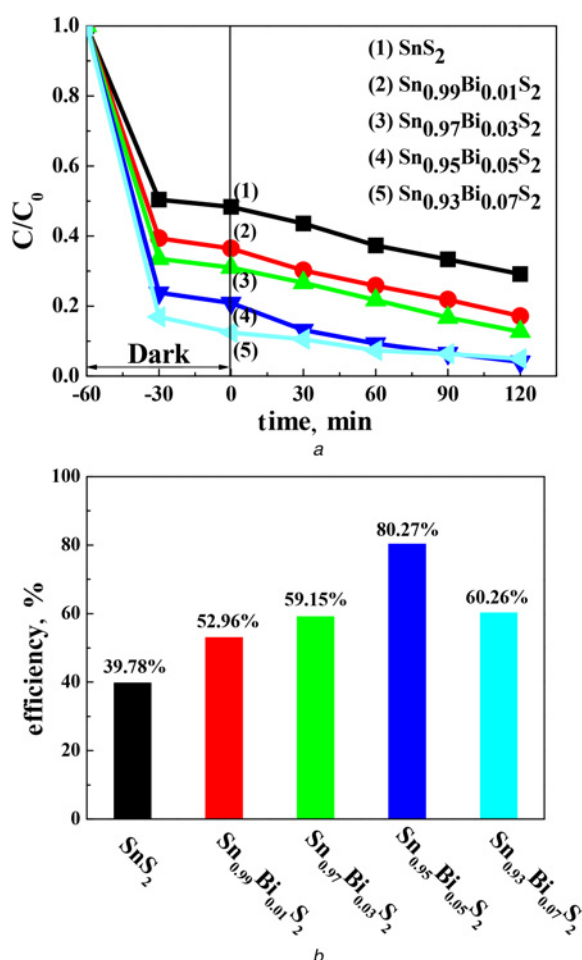 C/C0
1.0
0.8
0.6
0.4
0.2
0.0
(1) SnS2
(2) Sn0.99Bi0.01S2
(3) Sn0.97Bi0.03S2
(4) Sn0.95Bi0.05S2
(5) Sn0.93Bi0.07S2
(1)
(2)
(3)
(4)
(5)
Dark
-60 -30 0 30 60 90 120
time, min
a
efficiency, %
100
80
60
40
20
0
39.78%
52.96%
59.15%
80.27%
60.26%
SnS2
Sn0.99Bi0.01S2
Sn0.97Bi0.03S2
Sn0.95Bi0.05S2
Sn0.93Bi0.07S2
b